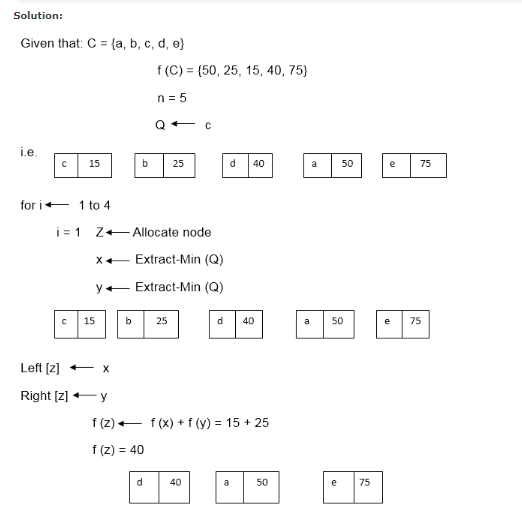 Solution:
Given that: C = {a, b, c, d, e}
f (C) = {50, 25, 15, 40, 75}
n = 5
Q ← c
i.e.
c 15 b 25 d 40 a 50 e 75
for i ← 1 to 4
i = 1 Z ← Allocate node
x ← Extract-Min (Q)
y ← Extract-Min (Q)
c 15 b 25 d 40 a 50 e 75
Left [z] ← x
Right [z] ← y
f (z) ← f (x) + f (y) = 15 + 25
f (z) = 40
d 40 a 50 e 75